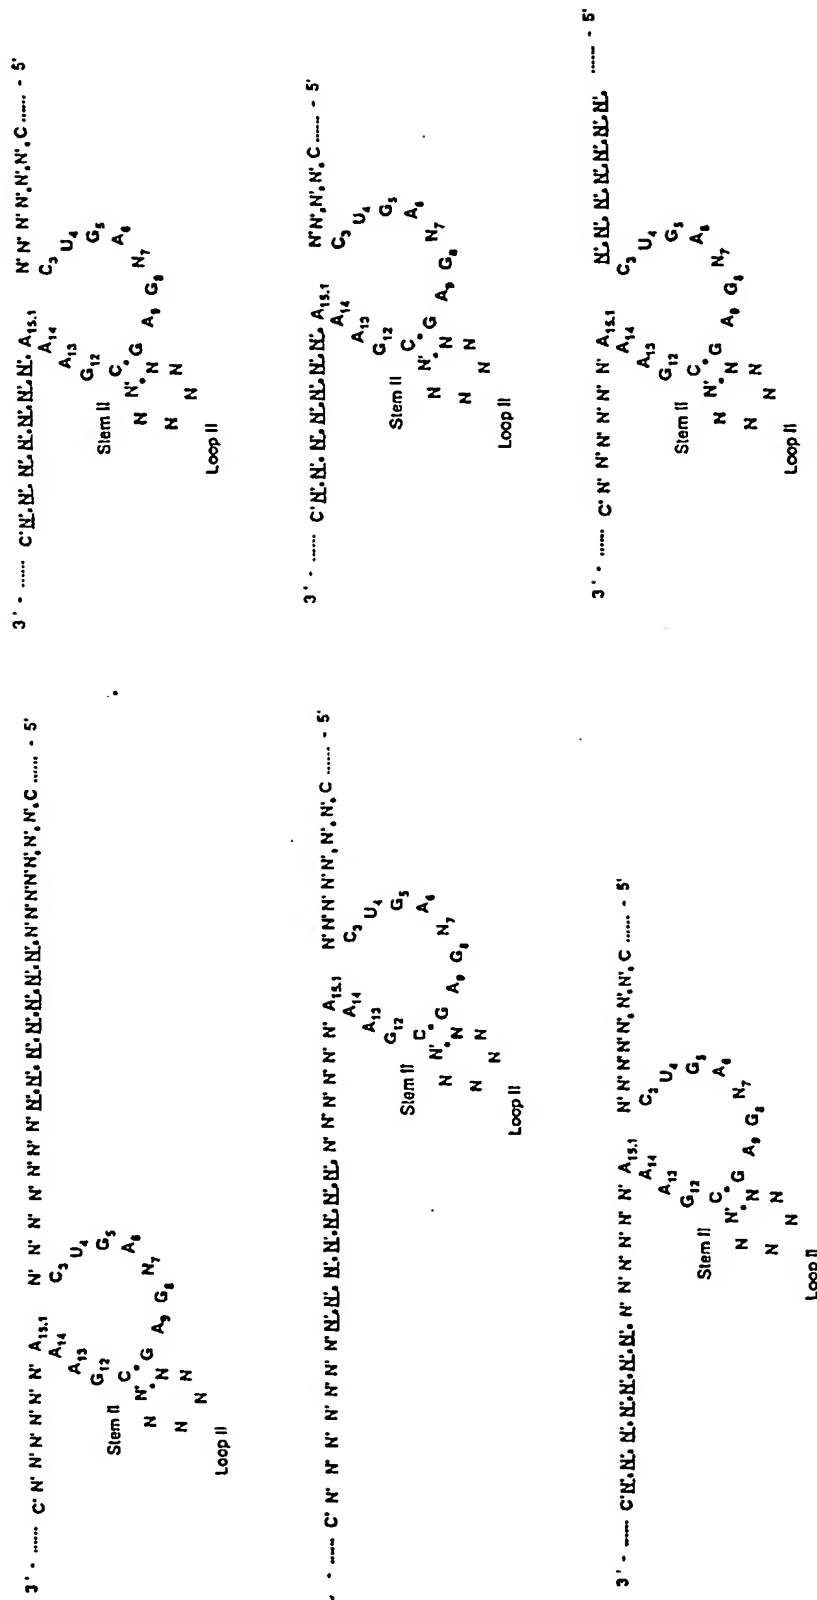 3' - ...... C' N' N' N' N' N' N' A15.1 N' N' N' N' N' N' N' N' N'.N'.N'.N'.N'.N'.N'.N'N'N'N'N'.N'.N'.C ...... - 5'
A14 C3
A13 U4
G12 G5
Stem II C • G A6
N' • N A9 G8 N7
N N
N N
N
Loop II
3' - ...... C'N'.N'.N'.N'.N'.N'.N'.A15.1 N' N' N' N'.N'.N'.C ...... - 5'
A14 C3
A13 U4
G12 G5
Stem II C • G A6
N' • N A9 G8 N7
N N
N N
N
Loop II
' - ...... C' N' N' N' N' N' N' N' N'.N'.N'.N'.N'.N'.N'.N' N' N' N' N' N' N' A15.1 N'N'N'N'N'.N'.N'.C ...... - 5'
A14 C3
A13 U4
G12 G5
Stem II C • G A6
N' • N A9 G8 N7
N N
N N
N
Loop II
3' - ...... C'N'.N'.N'.N'.N'.N'.N'.A15.1 N'N'.N'.N'.C ...... - 5'
A14 C3
A13 U4
G12 G5
Stem II C • G A6
N' • N A9 G8 N7
N N
N N
N
Loop II
3' - ...... C'N'.N'.N'.N'.N'.N'.N'.N' N' N' N' N' N' N' A15.1 N'N'N'N'N'.N'.N'.C ...... - 5'
A14 C3
A13 U4
G12 G5
Stem II C • G A6
N' • N A9 G8 N7
N N
N N
N
Loop II
3' - ...... C' N' N' N' N' N' N' N' A15.1 N'.N'.N'.N'.N'.N'.N'.N'. ...... - 5'
A14 C3
A13 U4
G12 G5
Stem II C • G A6
N' • N A9 G8 N7
N N
N N
N
Loop II